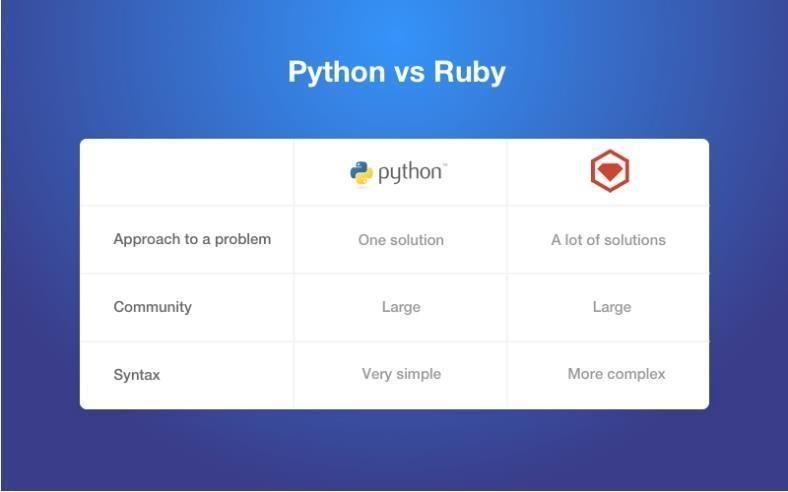 Python vs Ruby
python™
Approach to a problem One solution A lot of solutions
Community Large Large
Syntax Very simple More complex